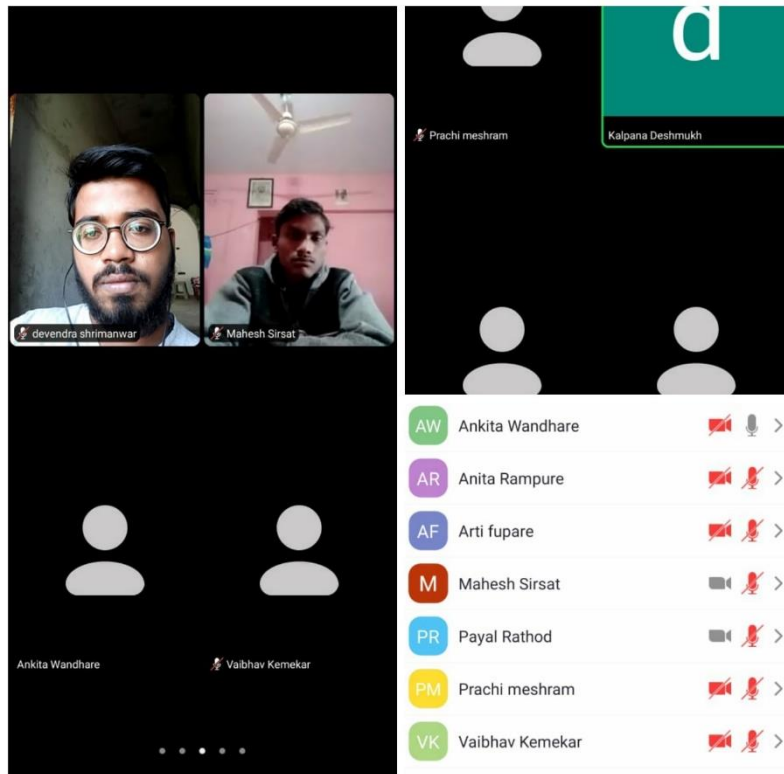 devendra shrimanwar
Mahesh Sirsat
Ankita Wandhare
Vaibhav Kemekar
d
Prachi meshram
Kalpana Deshmukh
AW Ankita Wandhare
AR Anita Rampure
AF Arti fupare
M Mahesh Sirsat
PR Payal Rathod
PM Prachi meshram
VK Vaibhav Kemekar